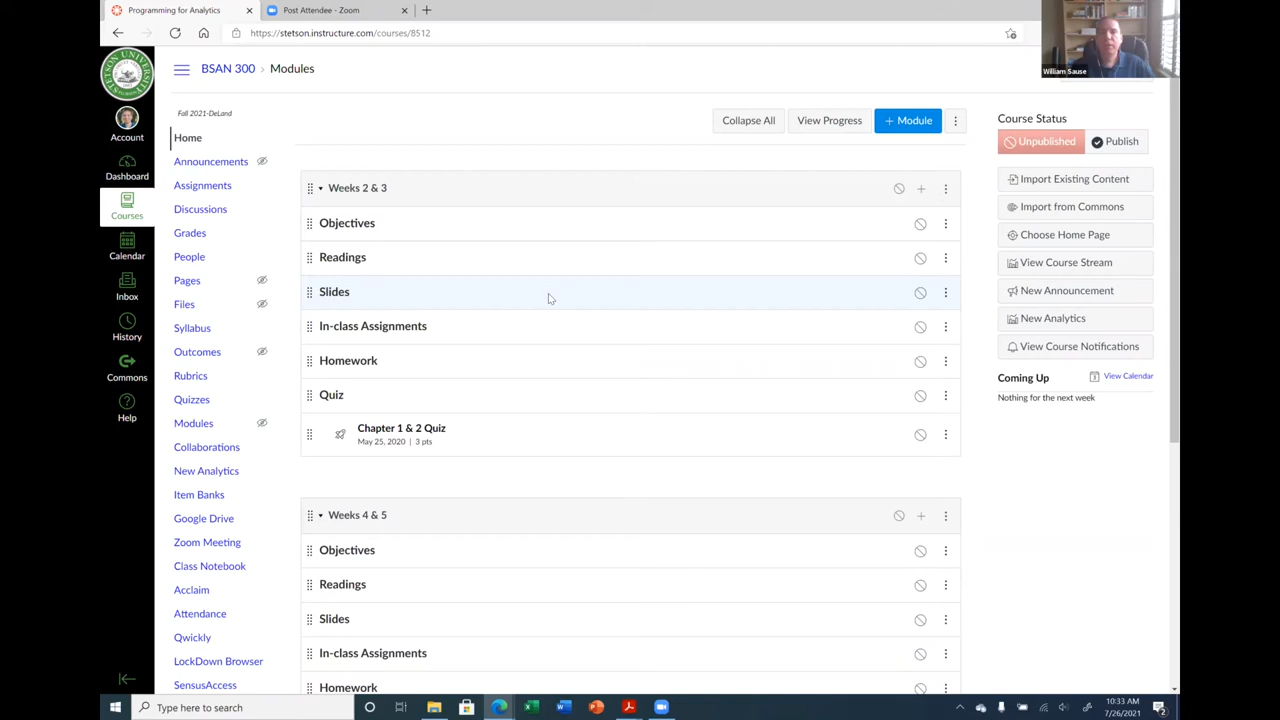 Programming for Analytics
Post Attendee - Zoom
https://stetson.instructure.com/courses/8512
William Sause
STETSON UNIVERSITY
BSAN 300 › Modules
Account
Dashboard
Courses
Calendar
Inbox
History
Commons
Help
Fall 2021-DeLand
Home
Announcements
Assignments
Discussions
Grades
People
Pages
Files
Syllabus
Outcomes
Rubrics
Quizzes
Modules
Collaborations
New Analytics
Item Banks
Google Drive
Zoom Meeting
Class Notebook
Acclaim
Attendance
Qwickly
LockDown Browser
SensusAccess
Collapse All
View Progress
+ Module
Weeks 2 & 3
Objectives
Readings
Slides
In-class Assignments
Homework
Quiz
Chapter 1 & 2 Quiz
May 25, 2020 | 3 pts
Weeks 4 & 5
Objectives
Readings
Slides
In-class Assignments
Homework
Course Status
Unpublished
Publish
Import Existing Content
Import from Commons
Choose Home Page
View Course Stream
New Announcement
New Analytics
View Course Notifications
Coming Up
View Calendar
Nothing for the next week
Type here to search
10:33 AM
7/26/2021
2